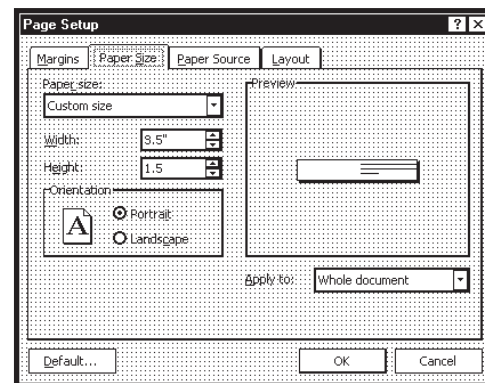 Page Setup ? ×
Margins Paper Size Paper Source Layout
Paper size: Preview
Custom size
Width: 9.5"
Height: 1.5
Orientation
A
Portrait
Landscape
Apply to: Whole document
Default... OK Cancel